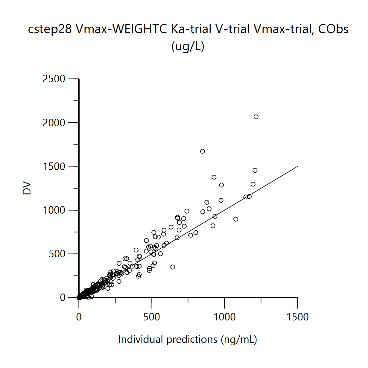 cstep28 Vmax-WEIGHTC Ka-trial V-trial Vmax-trial, CObs
(ug/L)
2500
2000
1500
DV
1000
500
0
0 500 1000 1500
Individual predictions (ng/mL)